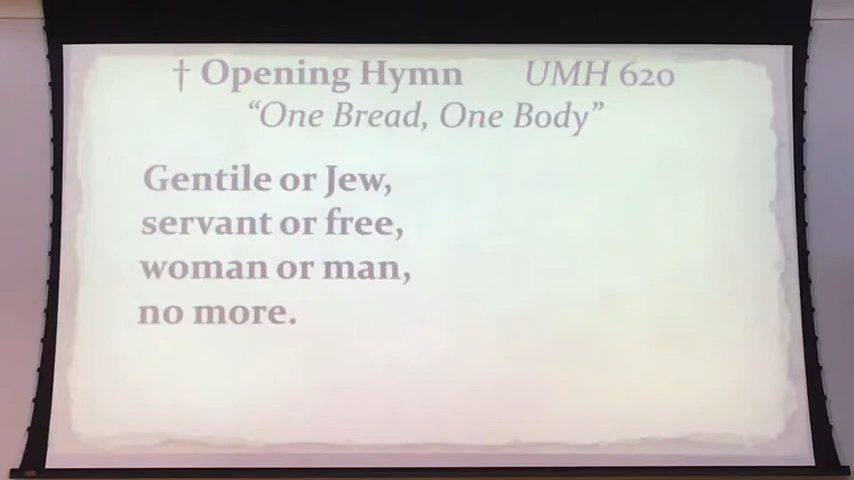 † Opening Hymn UMH 620
“One Bread, One Body”
Gentile or Jew,
servant or free,
woman or man,
no more.